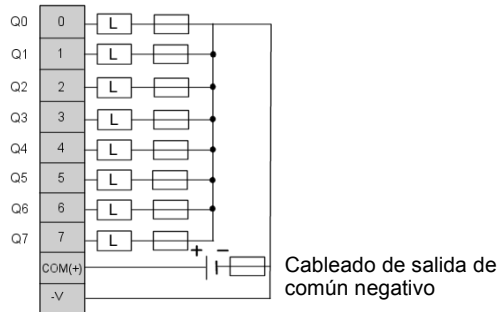 Q0 0 L
Q1 1 L
Q2 2 L
Q3 3 L
Q4 4 L
Q5 5 L
Q6 6 L
Q7 7 L
+ −
COM(+)
-V
Cableado de salida de
común negativo